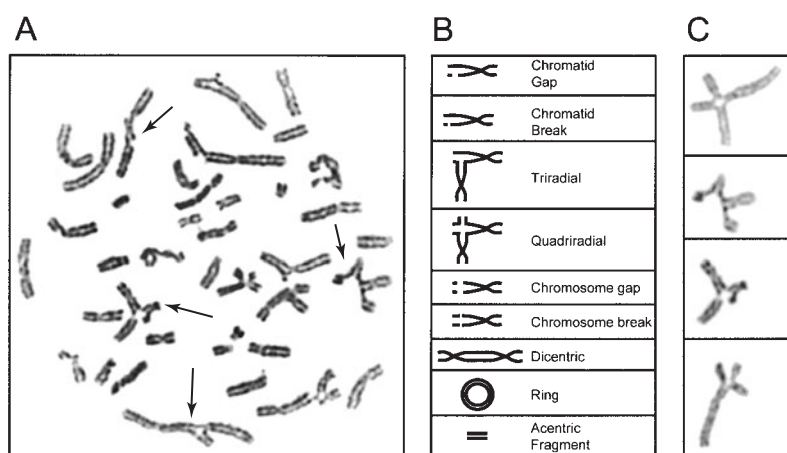 A
B
C
Chromatid
Gap
Chromatid
Break
Triradial
Quadriradial
Chromosome gap
Chromosome break
Dicentric
Ring
Acentric
Fragment